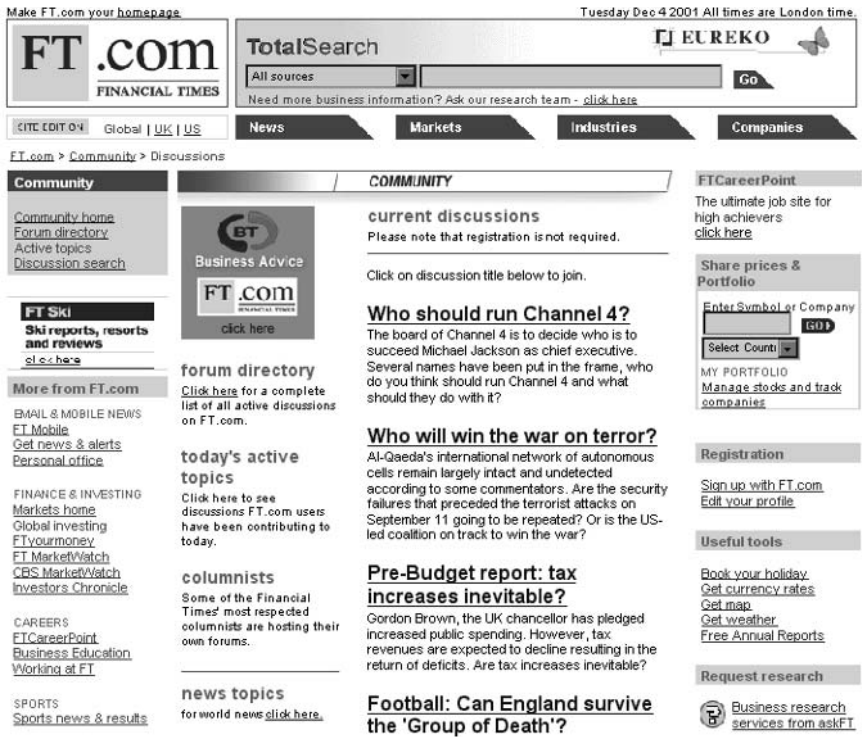 Make FT.com your homepage
Tuesday Dec 4 2001 All times are London time.
FT.com
FINANCIAL TIMES
TotalSearch
EUREKO
All sources
Go
Need more business information? Ask our research team - click here
SITE EDITION Global | UK | US
News
Markets
Industries
Companies
FT.com > Community > Discussions
Community
Community home
Forum directory
Active topics
Discussion search
FT Ski
Ski reports, resorts
and reviews
click here
More from FT.com
EMAIL & MOBILE NEWS
FT Mobile
Get news & alerts
Personal office
FINANCE & INVESTING
Markets home
Global investing
FTyourmoney
FT MarketWatch
CBS MarketWatch
Investors Chronicle
CAREERS
FTCareerPoint
Business Education
Working at FT
SPORTS
Sports news & results
COMMUNITY
BT
Business Advice
FT.com
FINANCIAL TIMES
click here
forum directory
Click here for a complete
list of all active discussions
on FT.com.
today's active
topics
Click here to see
discussions FT.com users
have been contributing to
today.
columnists
Some of the Financial
Times' most respected
columnists are hosting their
own forums.
news topics
for world news click here.
current discussions
Please note that registration is not required.
Click on discussion title below to join.
Who should run Channel 4?
The board of Channel 4 is to decide who is to
succeed Michael Jackson as chief executive.
Several names have been put in the frame, who
do you think should run Channel 4 and what
should they do with it?
Who will win the war on terror?
Al-Qaeda's international network of autonomous
cells remain largely intact and undetected
according to some commentators. Are the security
failures that preceded the terrorist attacks on
September 11 going to be repeated? Or is the US-
led coalition on track to win the war?
Pre-Budget report: tax
increases inevitable?
Gordon Brown, the UK chancellor has pledged
increased public spending. However, tax
revenues are expected to decline resulting in the
return of deficits. Are tax increases inevitable?
Football: Can England survive
the 'Group of Death'?
FTCareerPoint
The ultimate job site for
high achievers
click here
Share prices &
Portfolio
Enter Symbol or Company
GO
Select Countr
MY PORTFOLIO
Manage stocks and track
companies
Registration
Sign up with FT.com
Edit your profile
Useful tools
Book your holiday
Get currency rates
Get map
Get weather
Free Annual Reports
Request research
Business research
services from askFT